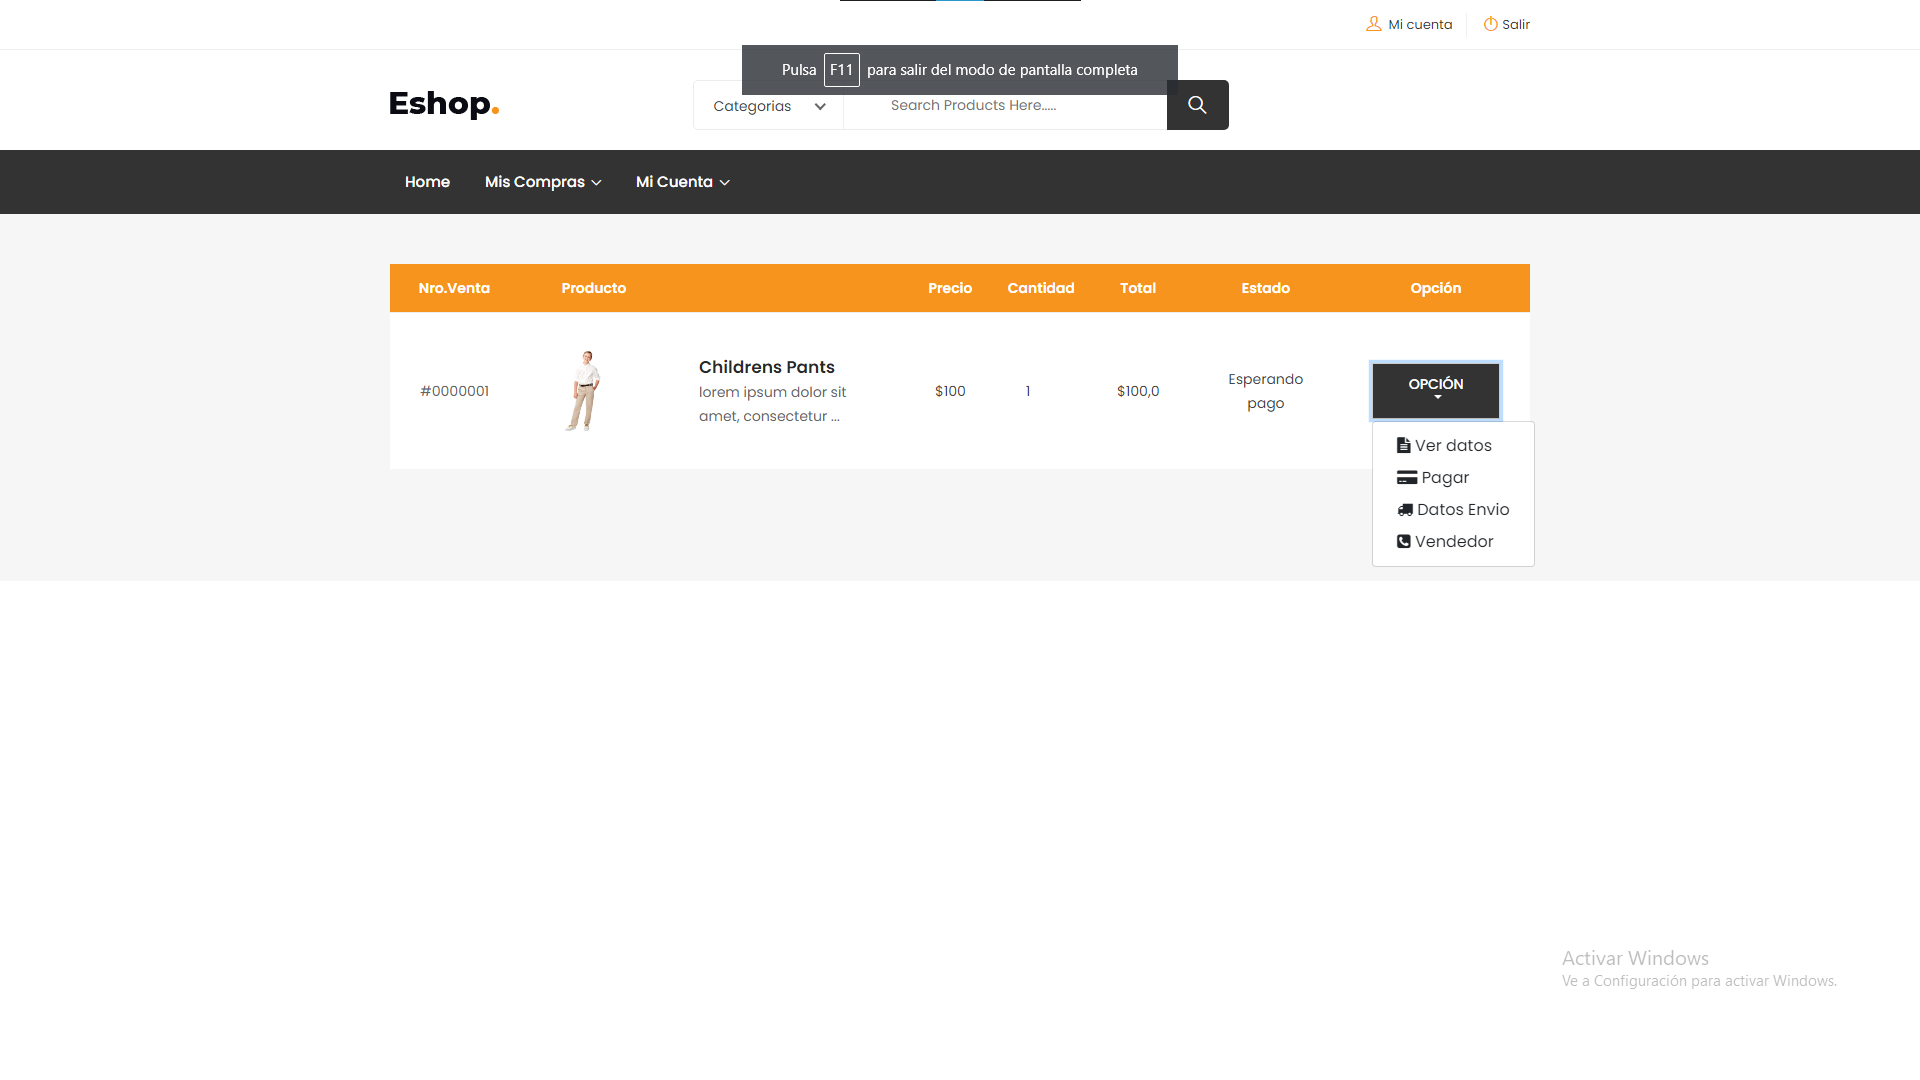 Mi cuenta
Salir
Pulsa F11 para salir del modo de pantalla completa
Eshop.
Categorias
Search Products Here.....
Home
Mis Compras
Mi Cuenta
Nro.Venta Producto Precio Cantidad Total Estado Opción
#0000001
Childrens Pants
lorem ipsum dolor sit
amet, consectetur ...
$100
1
$100,0
Esperando
pago
OPCIÓN
Ver datos
Pagar
Datos Envio
Vendedor
Activar Windows
Ve a Configuración para activar Windows.